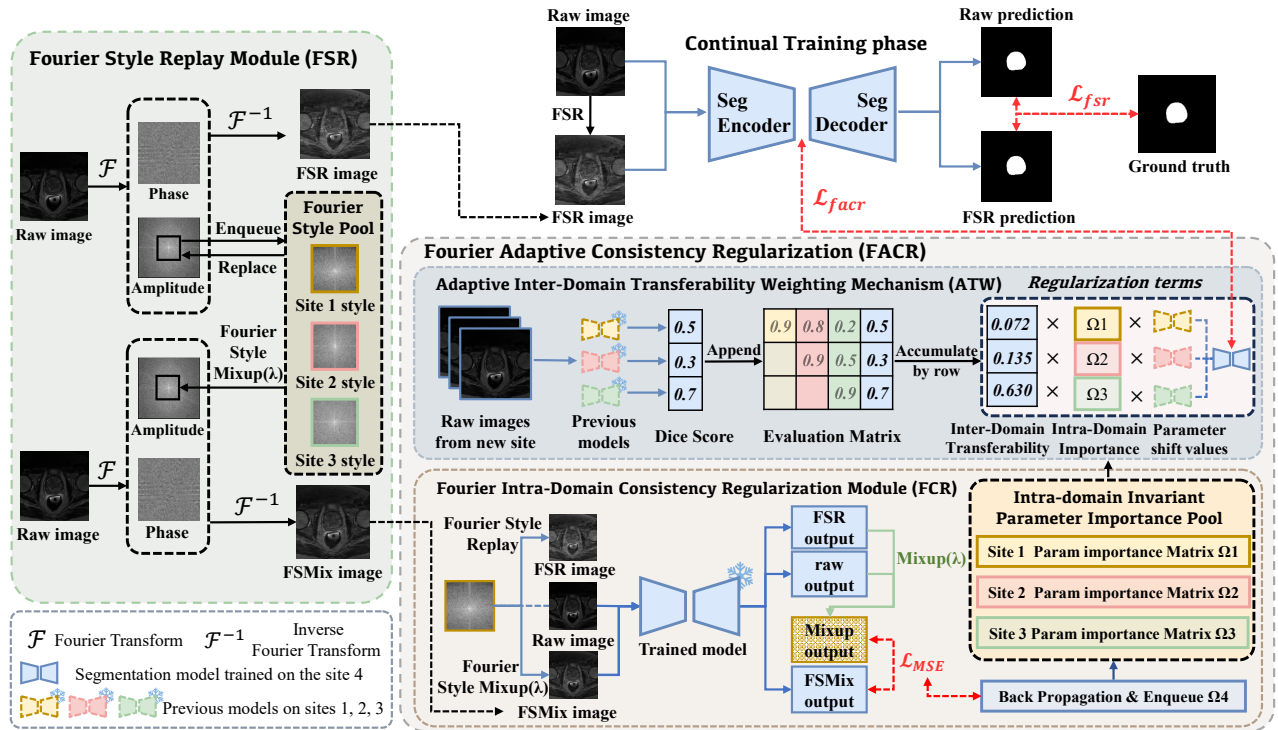 Fourier Style Replay Module (FSR)
ℱ
Raw image
Phase
ℱ⁻¹
FSR image
Amplitude
Enqueue
Replace
Fourier
Style Pool
Site 1 style
Site 2 style
Site 3 style
Fourier
Style
Mixup(λ)
Amplitude
ℱ
Raw image
Phase
ℱ⁻¹
FSMix image
ℱ Fourier Transform
ℱ⁻¹ Inverse
Fourier Transform
Segmentation model trained on the site 4
Previous models on sites 1, 2, 3
Raw image
FSR
FSR image
Continual Training phase
Seg
Encoder
Seg
Decoder
Raw prediction
FSR prediction
ℒfsr
Ground truth
ℒfacr
Fourier Adaptive Consistency Regularization (FACR)
Adaptive Inter-Domain Transferability Weighting Mechanism (ATW)
Raw images
from new site
Previous
models
0.5
0.3
0.7
Dice Score
Append
0.9 0.8 0.2 0.5
0.9 0.5 0.3
0.9 0.7
Evaluation Matrix
Accumulate
by row
Regularization terms
0.072 × Ω1 ×
0.135 × Ω2 ×
0.630 × Ω3 ×
Inter-Domain
Transferability
Intra-Domain
Importance
Parameter
shift values
Fourier Intra-Domain Consistency Regularization Module (FCR)
Fourier Style
Replay
FSR image
Raw image
Fourier
Style Mixup(λ)
FSMix image
Trained model
FSR
output
raw
output
Mixup(λ)
Mixup
output
FSMix
output
ℒMSE
Intra-domain Invariant
Parameter Importance Pool
Site 1 Param importance Matrix Ω1
Site 2 Param importance Matrix Ω2
Site 3 Param importance Matrix Ω3
Back Propagation & Enqueue Ω4